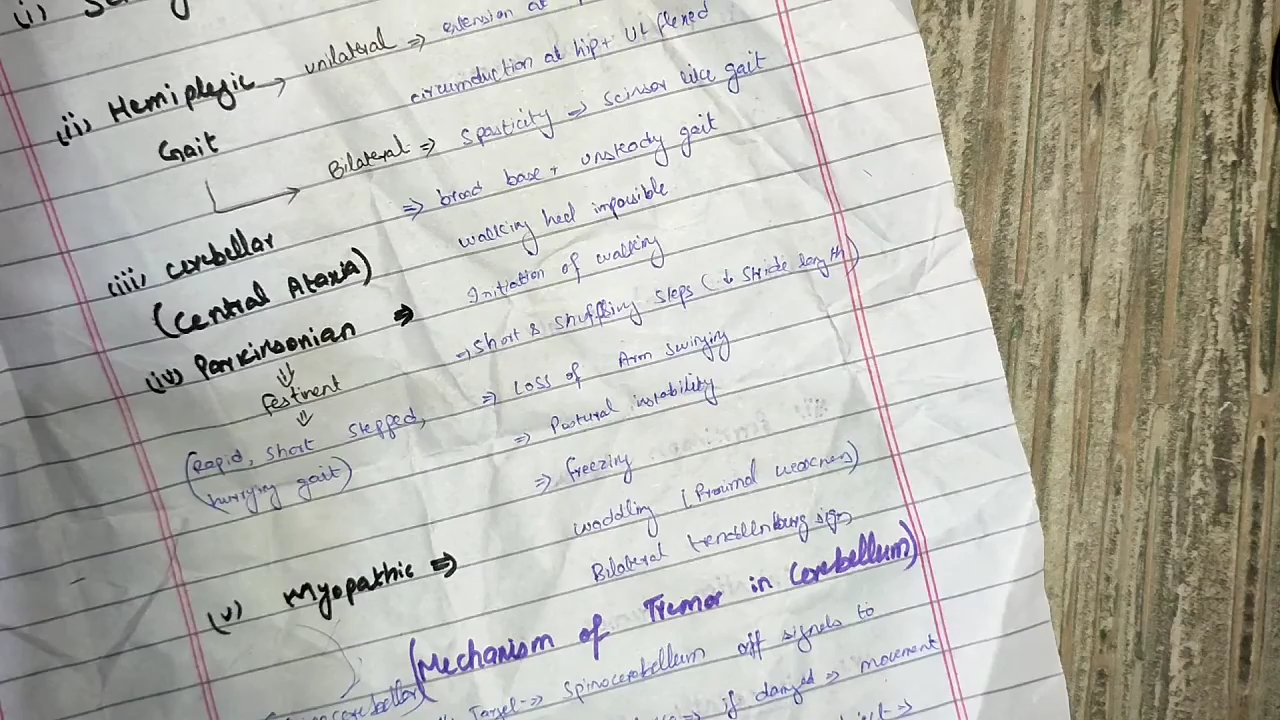 (i)
(ii) Hemiplegic Gait → unilateral ⇒ extension at
circumduction at hip + UL flexed
→ Bilateral ⇒ Spasticity ⇒ Scissor like gait
(iii) cerebellar (Central Ataxia) ⇒ broad base + unsteady gait
walking heel impossible
(iv) Parkinsonian ⇒ Initiation of walking
→ Short & Shuffling steps (↓ Stride length)
⇓
festinent
⇓
(Rapid, short stepped,
hurrying gait)
⇒ Loss of Arm swinging
⇒ Postural instability
⇒ freezing
(v) Myopathic ⇒ waddling (Proximal weakness)
Bilateral trendelenburg sign
(Mechanism of Tremor in Cerebellum)
Target → Spinocerebellum off signals to
⇒ if damged ⇒ movement